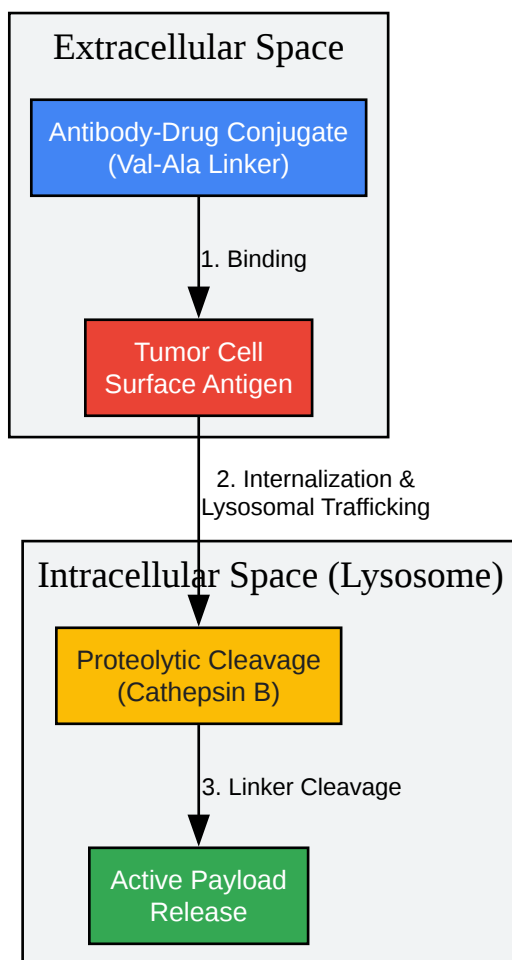 Extracellular Space
Antibody-Drug Conjugate
(Val-Ala Linker)
1. Binding
Tumor Cell
Surface Antigen
2. Internalization &
Lysosomal Trafficking
Intracellular Space (Lysosome)
Proteolytic Cleavage
(Cathepsin B)
3. Linker Cleavage
Active Payload
Release